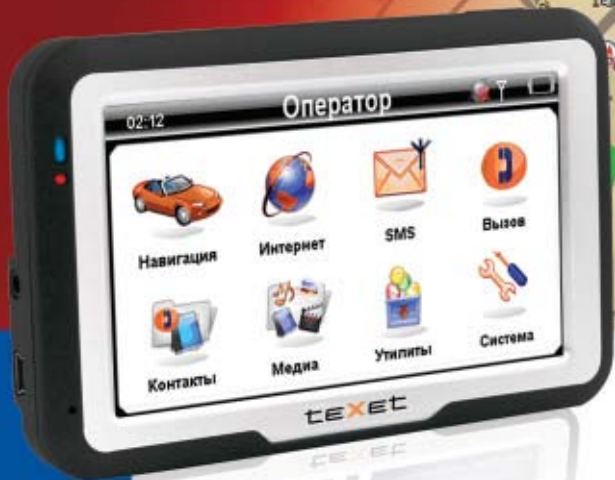 02:12
Оператор
Навигация
Интернет
SMS
Вызов
Контакты
Медиа
Утилиты
Система
teXet